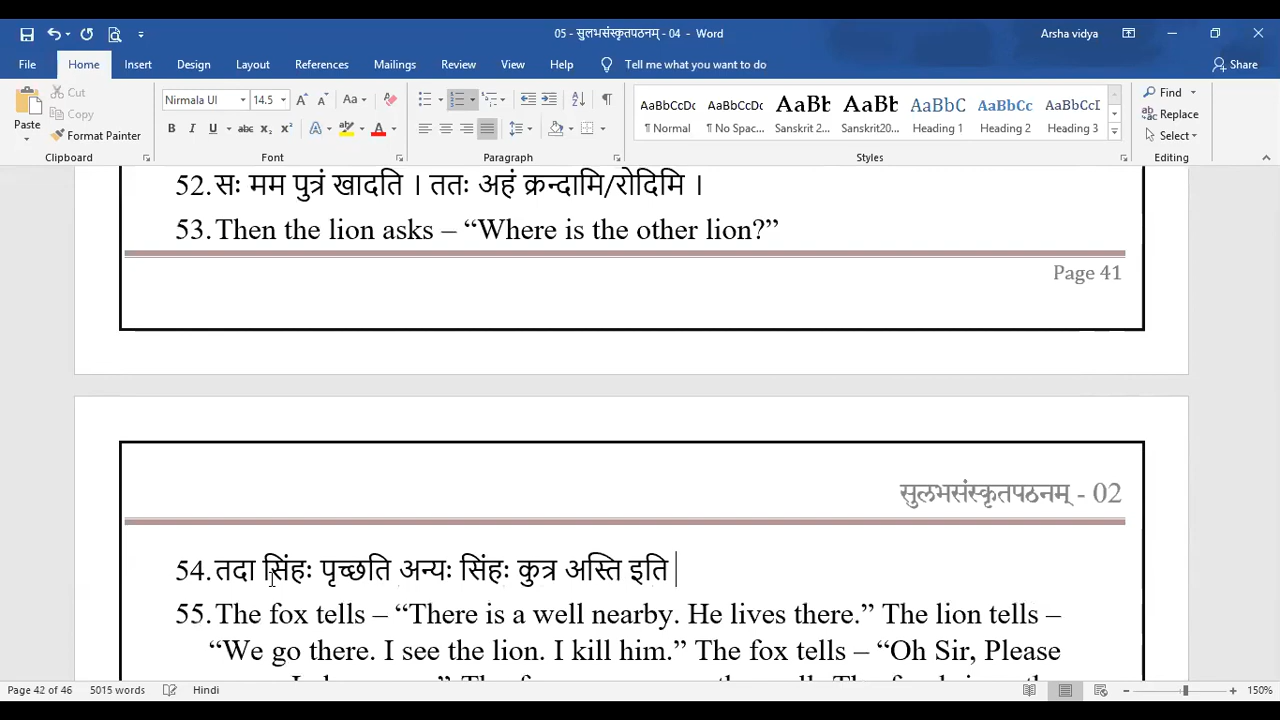 05 - सुलभसंस्कृतपठनम् - 04 - Word
Arsha vidya
File Home Insert Design Layout References Mailings Review View Help Tell me what you want to do Share
Paste
Cut
Copy
Format Painter
Clipboard
Nirmala UI 14.5
Font
Paragraph
AaBbCcDc AaBbCcDc AaBb AaBb AaBbC AaBbCc AaBbCcI
¶ Normal ¶ No Spac... Sanskrit 2... Sanskrit20... Heading 1 Heading 2 Heading 3
Styles
Find
Replace
Select
Editing
52. सः मम पुत्रं खादति । ततः अहं क्रन्दामि/रोदिमि ।
53. Then the lion asks – “Where is the other lion?”
Page 41
सुलभसंस्कृतपठनम् - 02
54. तदा सिंहः पृच्छति अन्यः सिंहः कुत्र अस्ति इति
55. The fox tells – “There is a well nearby. He lives there.” The lion tells –
“We go there. I see the lion. I kill him.” The fox tells – “Oh Sir, Please
Page 42 of 46 5015 words Hindi 150%